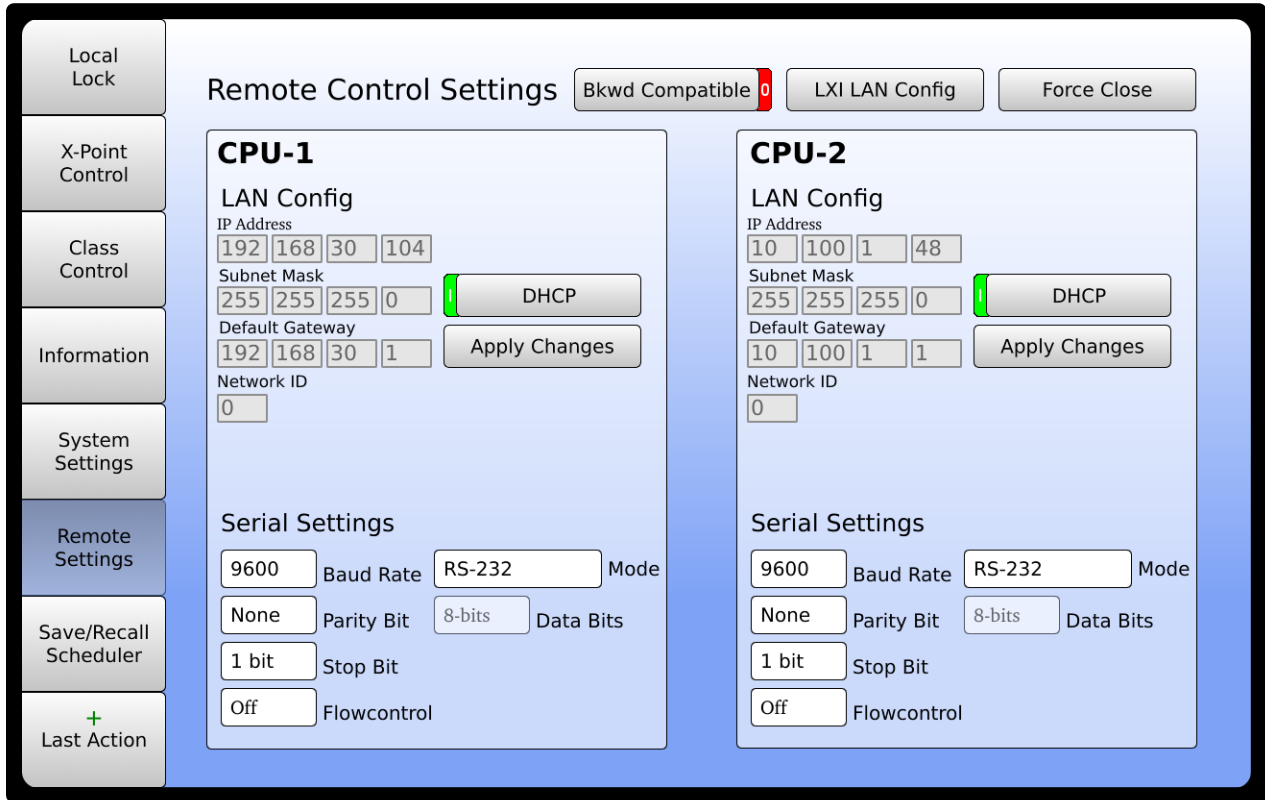 Local
Lock
X-Point
Control
Class
Control
Information
System
Settings
Remote
Settings
Save/Recall
Scheduler
+
Last Action
Remote Control Settings
Bkwd Compatible 0
LXI LAN Config
Force Close
CPU-1
LAN Config
IP Address
192 168 30 104
Subnet Mask
255 255 255 0
I DHCP
Default Gateway
192 168 30 1
Apply Changes
Network ID
0
Serial Settings
9600 Baud Rate RS-232 Mode
None Parity Bit 8-bits Data Bits
1 bit Stop Bit
Off Flowcontrol
CPU-2
LAN Config
IP Address
10 100 1 48
Subnet Mask
255 255 255 0
I DHCP
Default Gateway
10 100 1 1
Apply Changes
Network ID
0
Serial Settings
9600 Baud Rate RS-232 Mode
None Parity Bit 8-bits Data Bits
1 bit Stop Bit
Off Flowcontrol